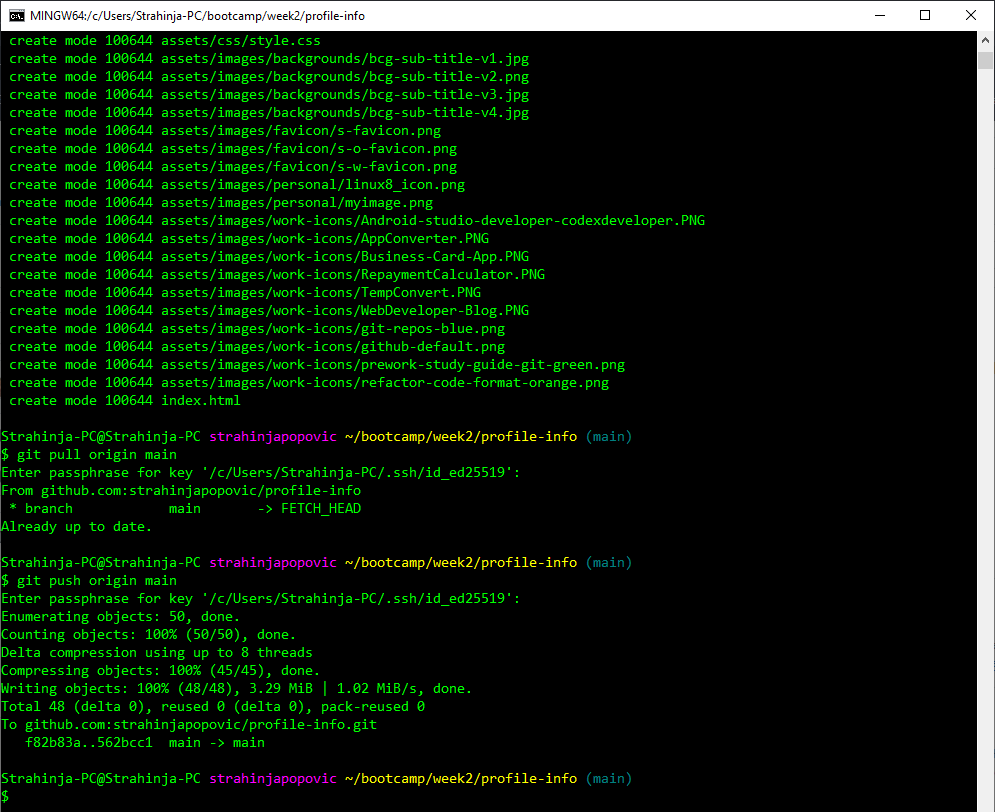 MINGW64:/c/Users/Strahinja-PC/bootcamp/week2/profile-info
create mode 100644 assets/css/style.css
create mode 100644 assets/images/backgrounds/bcg-sub-title-v1.jpg
create mode 100644 assets/images/backgrounds/bcg-sub-title-v2.png
create mode 100644 assets/images/backgrounds/bcg-sub-title-v3.jpg
create mode 100644 assets/images/backgrounds/bcg-sub-title-v4.jpg
create mode 100644 assets/images/favicon/s-favicon.png
create mode 100644 assets/images/favicon/s-o-favicon.png
create mode 100644 assets/images/favicon/s-w-favicon.png
create mode 100644 assets/images/personal/linux8_icon.png
create mode 100644 assets/images/personal/myimage.png
create mode 100644 assets/images/work-icons/Android-studio-developer-codexdeveloper.PNG
create mode 100644 assets/images/work-icons/AppConverter.PNG
create mode 100644 assets/images/work-icons/Business-Card-App.PNG
create mode 100644 assets/images/work-icons/RepaymentCalculator.PNG
create mode 100644 assets/images/work-icons/TempConvert.PNG
create mode 100644 assets/images/work-icons/WebDeveloper-Blog.PNG
create mode 100644 assets/images/work-icons/git-repos-blue.png
create mode 100644 assets/images/work-icons/github-default.png
create mode 100644 assets/images/work-icons/prework-study-guide-git-green.png
create mode 100644 assets/images/work-icons/refactor-code-format-orange.png
create mode 100644 index.html
Strahinja-PC@Strahinja-PC strahinjapopovic ~/bootcamp/week2/profile-info (main)
$ git pull origin main
Enter passphrase for key '/c/Users/Strahinja-PC/.ssh/id_ed25519':
From github.com:strahinjapopovic/profile-info
* branch            main       -> FETCH_HEAD
Already up to date.
Strahinja-PC@Strahinja-PC strahinjapopovic ~/bootcamp/week2/profile-info (main)
$ git push origin main
Enter passphrase for key '/c/Users/Strahinja-PC/.ssh/id_ed25519':
Enumerating objects: 50, done.
Counting objects: 100% (50/50), done.
Delta compression using up to 8 threads
Compressing objects: 100% (45/45), done.
Writing objects: 100% (48/48), 3.29 MiB | 1.02 MiB/s, done.
Total 48 (delta 0), reused 0 (delta 0), pack-reused 0
To github.com:strahinjapopovic/profile-info.git
f82b83a..562bcc1  main -> main
Strahinja-PC@Strahinja-PC strahinjapopovic ~/bootcamp/week2/profile-info (main)
$